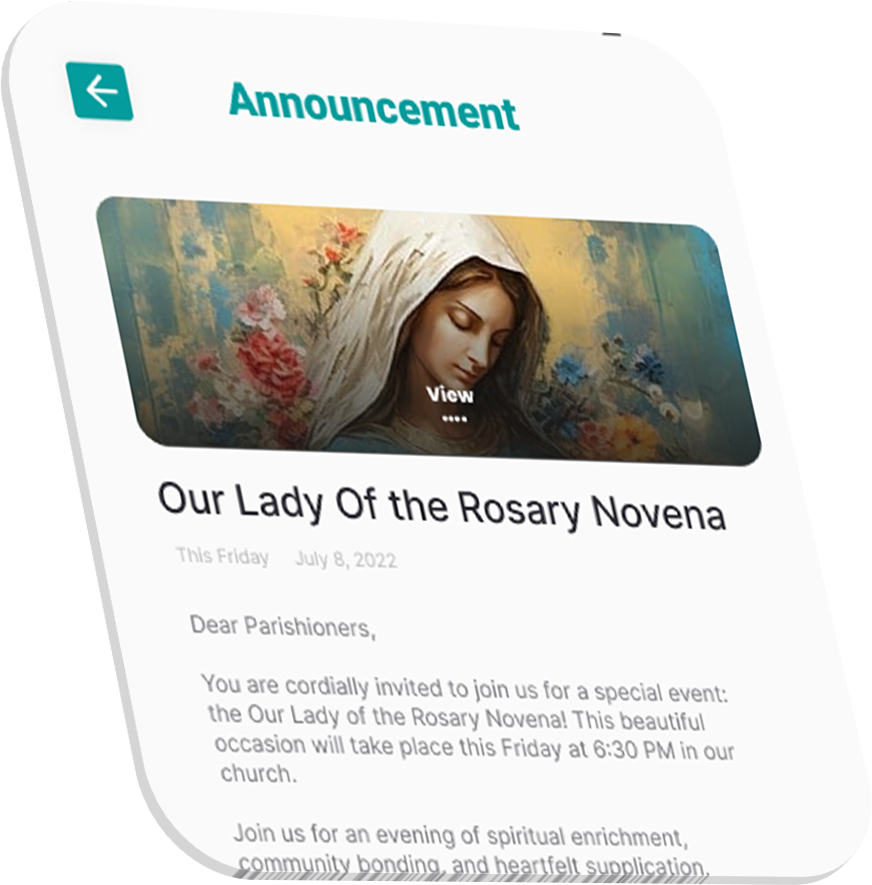 Announcement
View
Our Lady Of the Rosary Novena
This Friday July 8, 2022
Dear Parishioners,
You are cordially invited to join us for a special event:
the Our Lady of the Rosary Novena! This beautiful
occasion will take place this Friday at 6:30 PM in our
church.
Join us for an evening of spiritual enrichment,
community bonding, and heartfelt supplication.